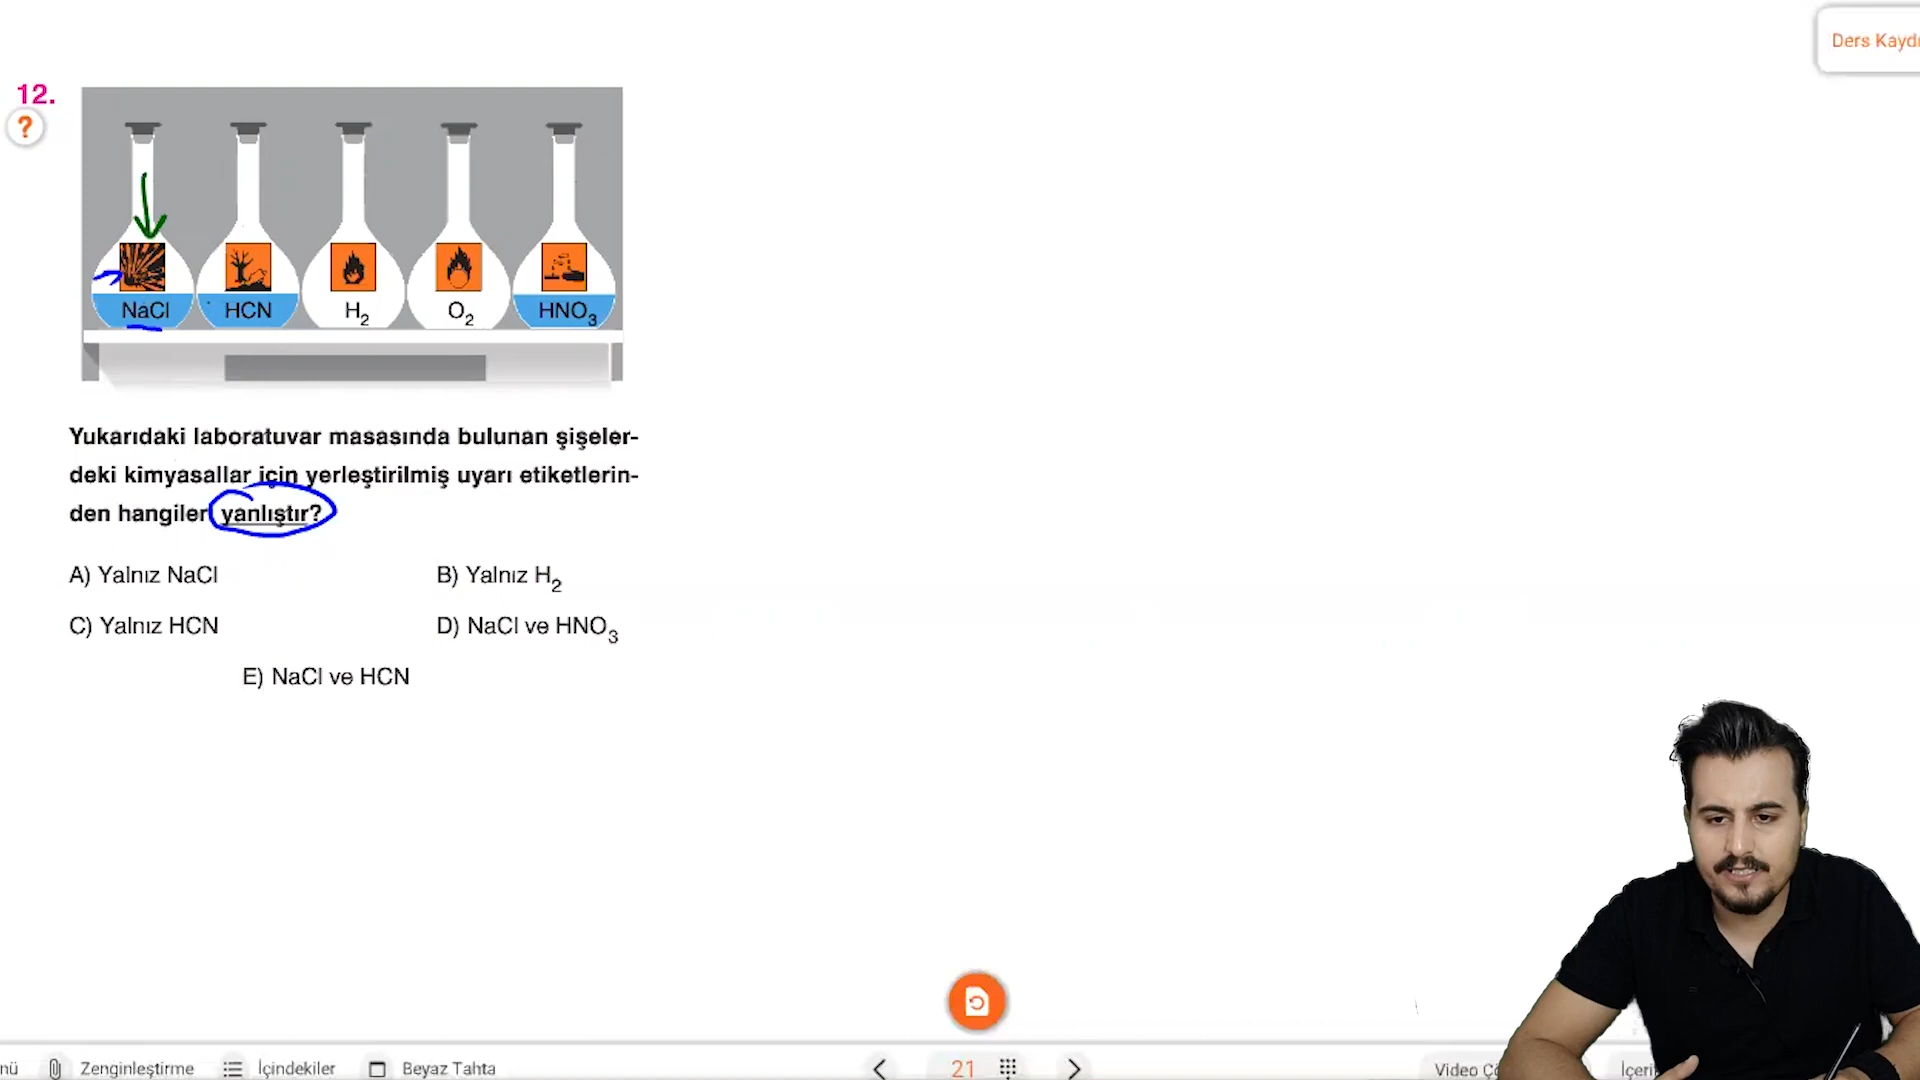 Ders Kaydı
12.
?
NaCl HCN H2 O2 HNO3
Yukarıdaki laboratuvar masasında bulunan şişeler-
deki kimyasallar için yerleştirilmiş uyarı etiketlerin-
den hangileri yanlıştır?
A) Yalnız NaCl B) Yalnız H2
C) Yalnız HCN D) NaCl ve HNO3
E) NaCl ve HCN
Zenginleştirme İçindekiler Beyaz Tahta 21 Video